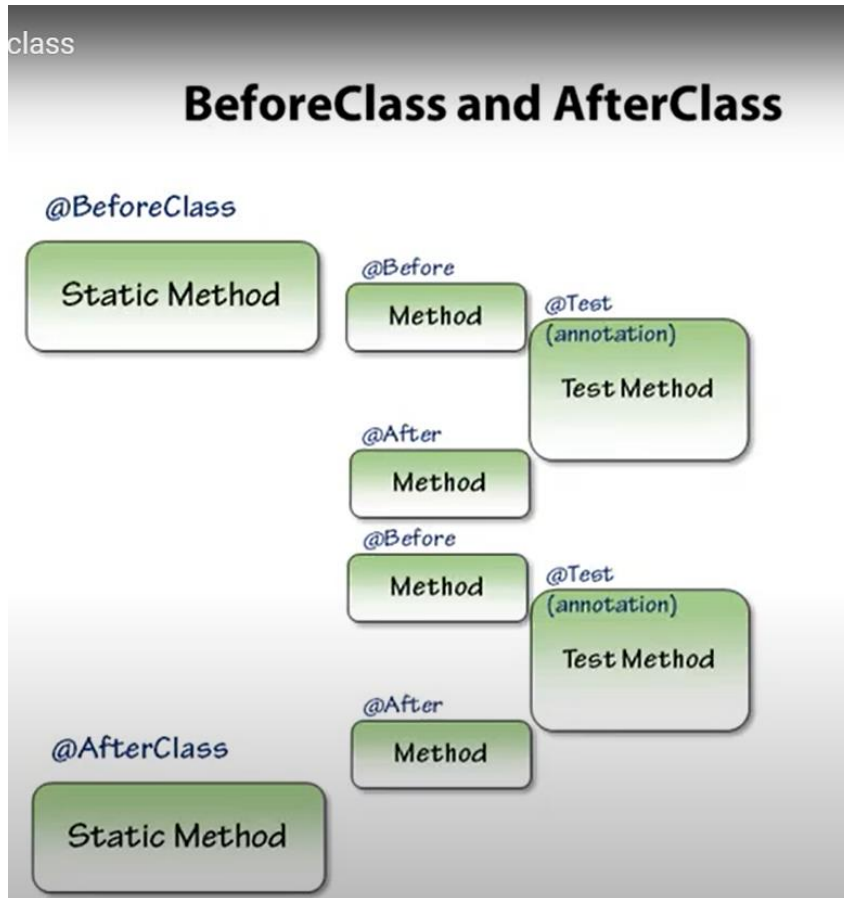 class
BeforeClass and AfterClass
@BeforeClass
Static Method
@Before
Method
@Test
(annotation)
Test Method
@After
Method
@Before
Method
@Test
(annotation)
Test Method
@After
Method
@AfterClass
Static Method